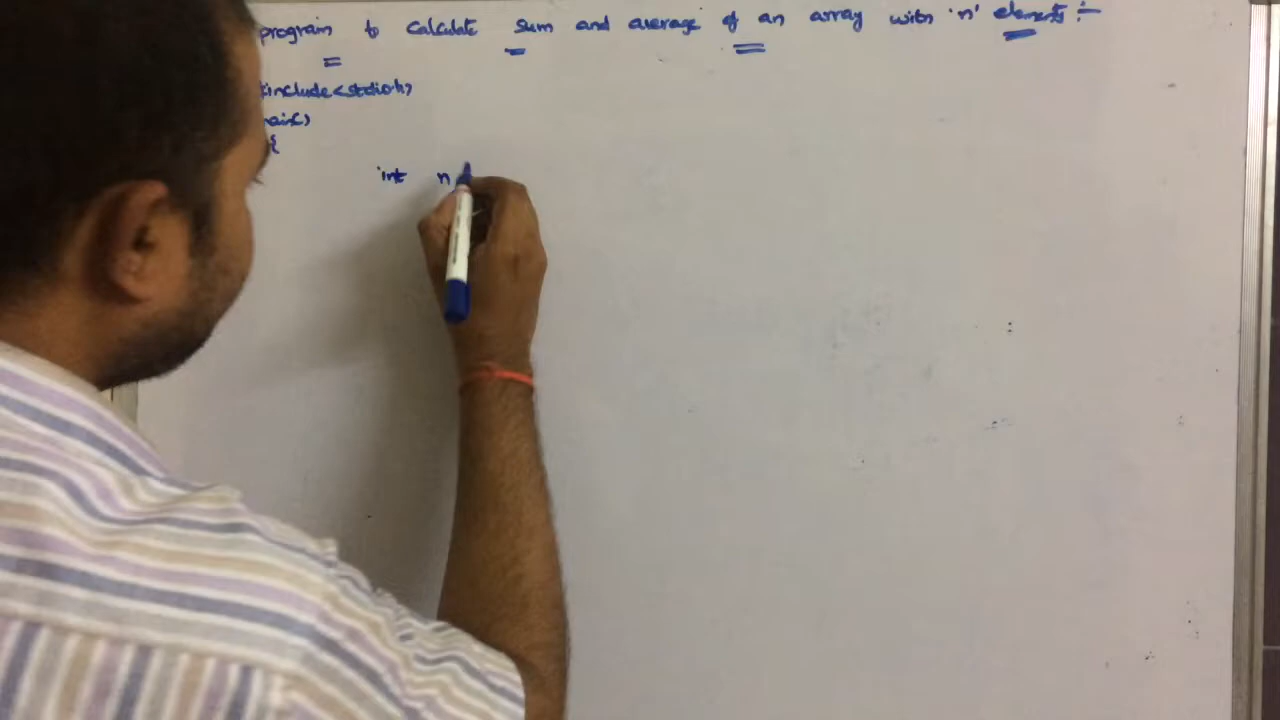 program to calculate sum and average of an array with 'n' elements :-
#include<stdio.h>
main()
{
int n